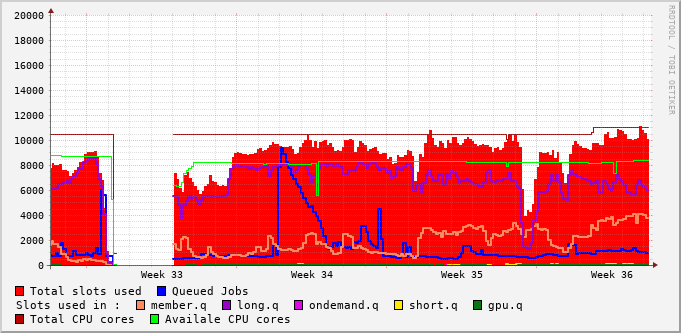 20000
18000
16000
14000
12000
10000
8000
6000
4000
2000
0
Week 33 Week 34 Week 35 Week 36
RRDTOOL / TOBI OETIKER
Total slots used Queued Jobs
Slots used in : member.q long.q ondemand.q short.q gpu.q
Total CPU cores Availale CPU cores